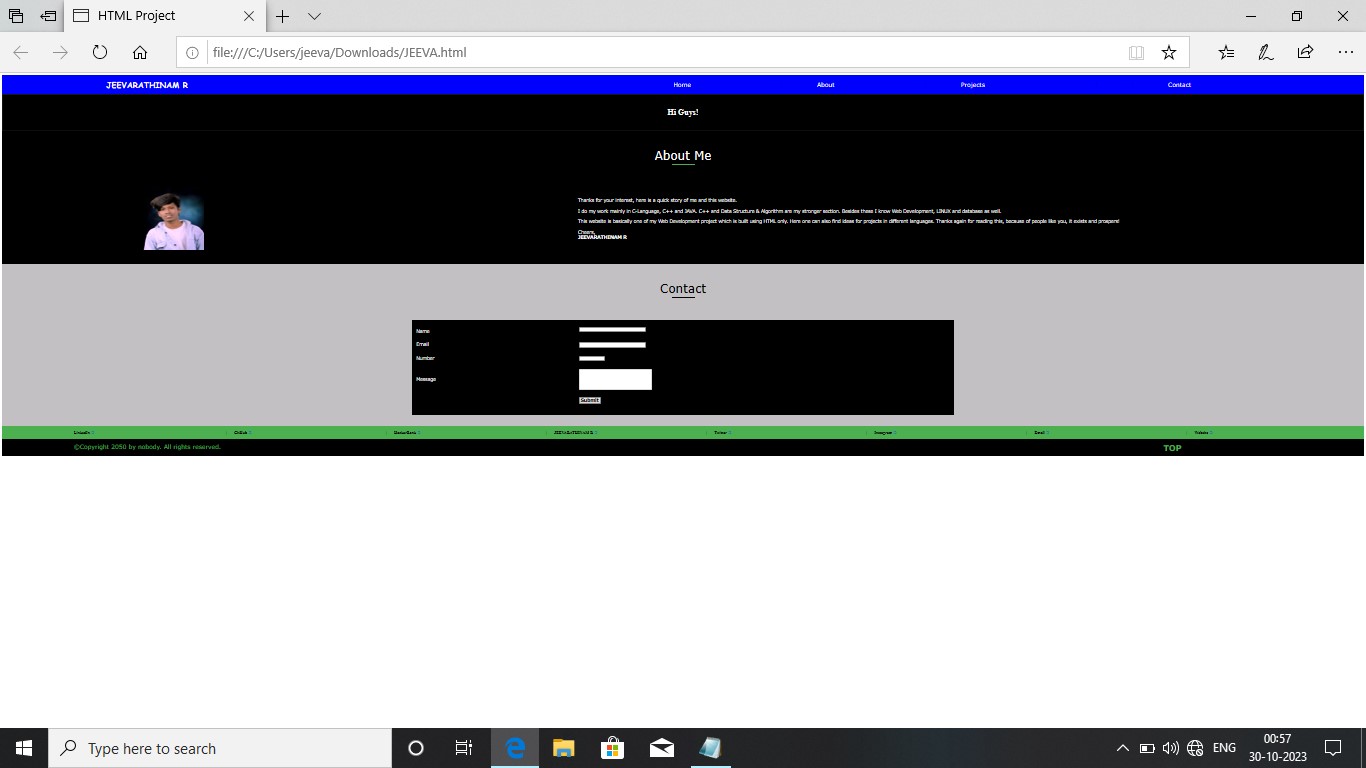 HTML Project
file:///C:/Users/jeeva/Downloads/JEEVA.html
JEEVARATHINAM R Home About Projects Contact
Hi Guys!
About Me
Thanks for your internet, here is a quick story of me and this website.
I do my work mainly in C-Language, C++ and JAVA. C++ and Data Structure & Algorithm are my stronger section. Besides these I know Web Development, LINUX and database as well.
This website is basically one of my Web Development project which is built using HTML only. Here one can also find ideas for projects in different languages. Thanks again for reading this, because of people like you, it exists and prospers!
Cheers,
JEEVARATHINAM R
Contact
Name
Email
Number
Message
Submit
LinkedIn GitHub HackerRank JEEVARATHINAM R Twitter Instagram Email Website
©Copyright 2050 by nobody. All rights reserved. TOP
Type here to search
ENG
00:57
30-10-2023